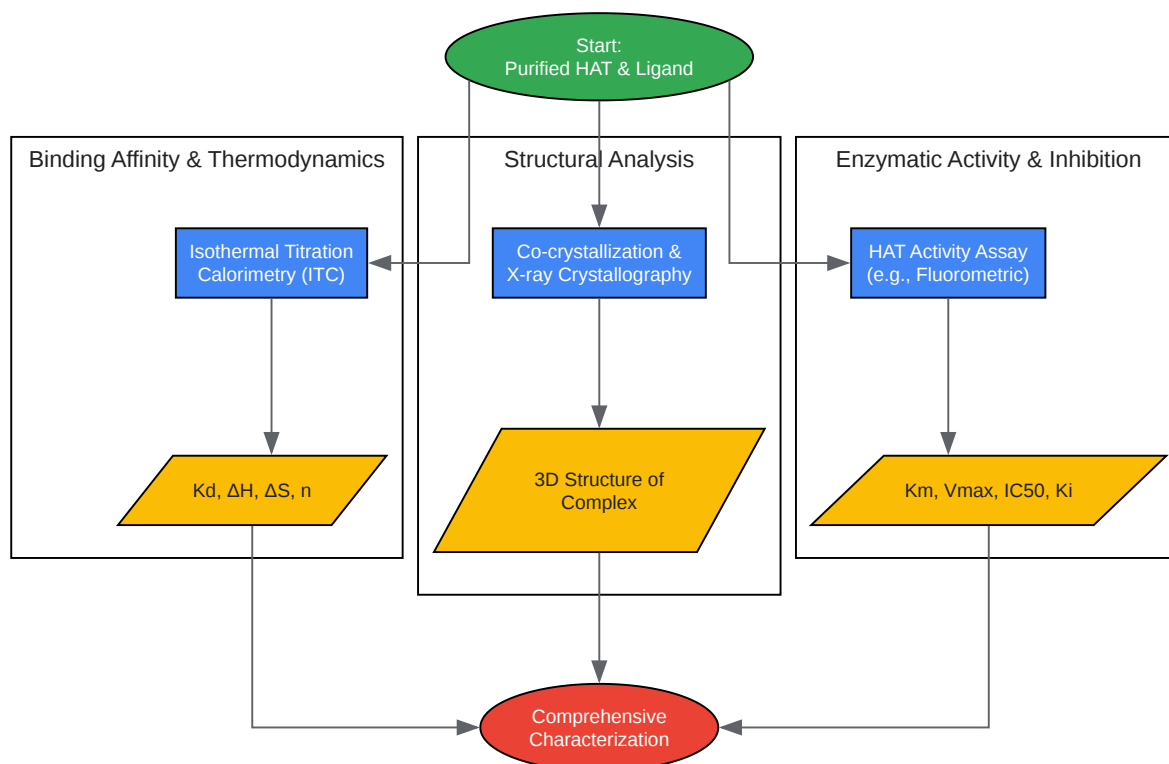 Start:
Purified HAT & Ligand
Binding Affinity & Thermodynamics
Structural Analysis
Enzymatic Activity & Inhibition
Isothermal Titration
Calorimetry (ITC)
Co-crystallization &
X-ray Crystallography
HAT Activity Assay
(e.g., Fluorometric)
Kd, ΔH, ΔS, n
3D Structure of
Complex
Km, Vmax, IC50, Ki
Comprehensive
Characterization